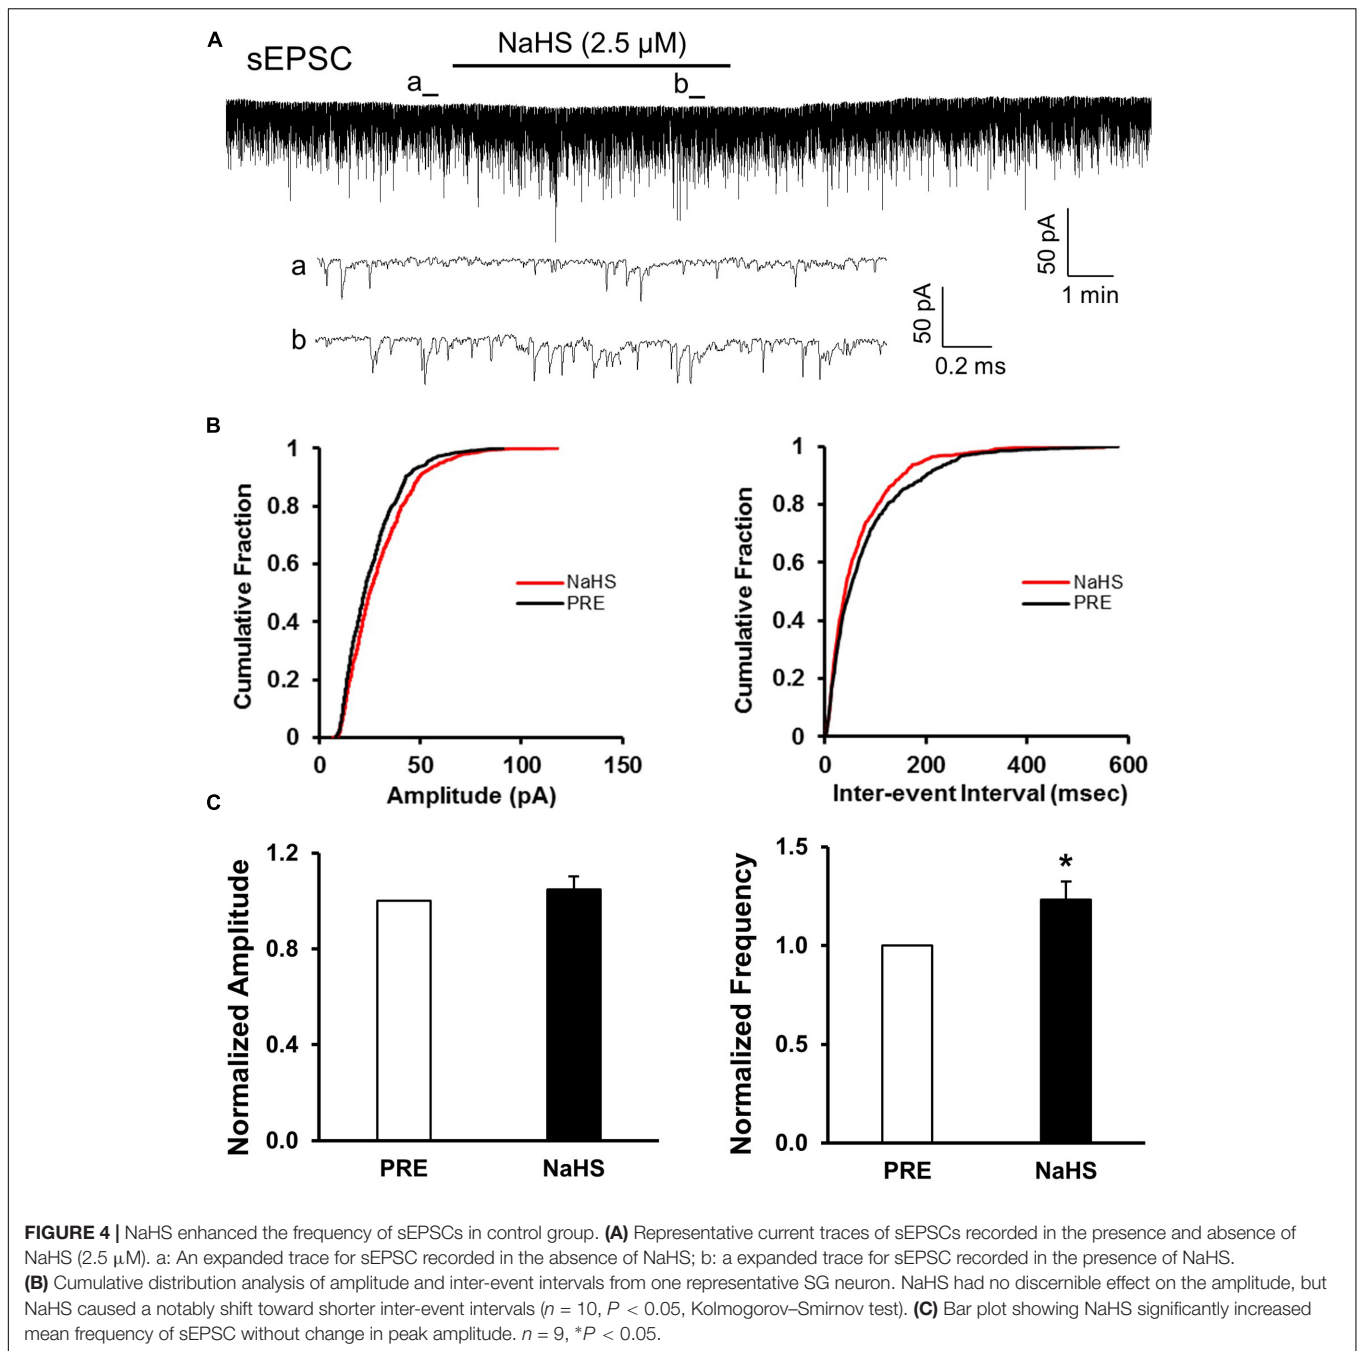 A
sEPSC
NaHS (2.5 µM)
a
b
50 pA
1 min
a
50 pA
0.2 ms
b
B
Cumulative Fraction
1
0.8
0.6
0.4
0.2
0
NaHS
PRE
0 50 100 150
Amplitude (pA)
Cumulative Fraction
1
0.8
0.6
0.4
0.2
0
NaHS
PRE
0 200 400 600
Inter-event Interval (msec)
C
Normalized Amplitude
1.2
0.8
0.4
0.0
PRE NaHS
Normalized Frequency
1.5
1.0
0.5
0.0
*
PRE NaHS
FIGURE 4 | NaHS enhanced the frequency of sEPSCs in control group. (A) Representative current traces of sEPSCs recorded in the presence and absence of
NaHS (2.5 μM). a: An expanded trace for sEPSC recorded in the absence of NaHS; b: a expanded trace for sEPSC recorded in the presence of NaHS.
(B) Cumulative distribution analysis of amplitude and inter-event intervals from one representative SG neuron. NaHS had no discernible effect on the amplitude, but
NaHS caused a notably shift toward shorter inter-event intervals (n = 10, P < 0.05, Kolmogorov–Smirnov test). (C) Bar plot showing NaHS significantly increased
mean frequency of sEPSC without change in peak amplitude. n = 9, *P < 0.05.